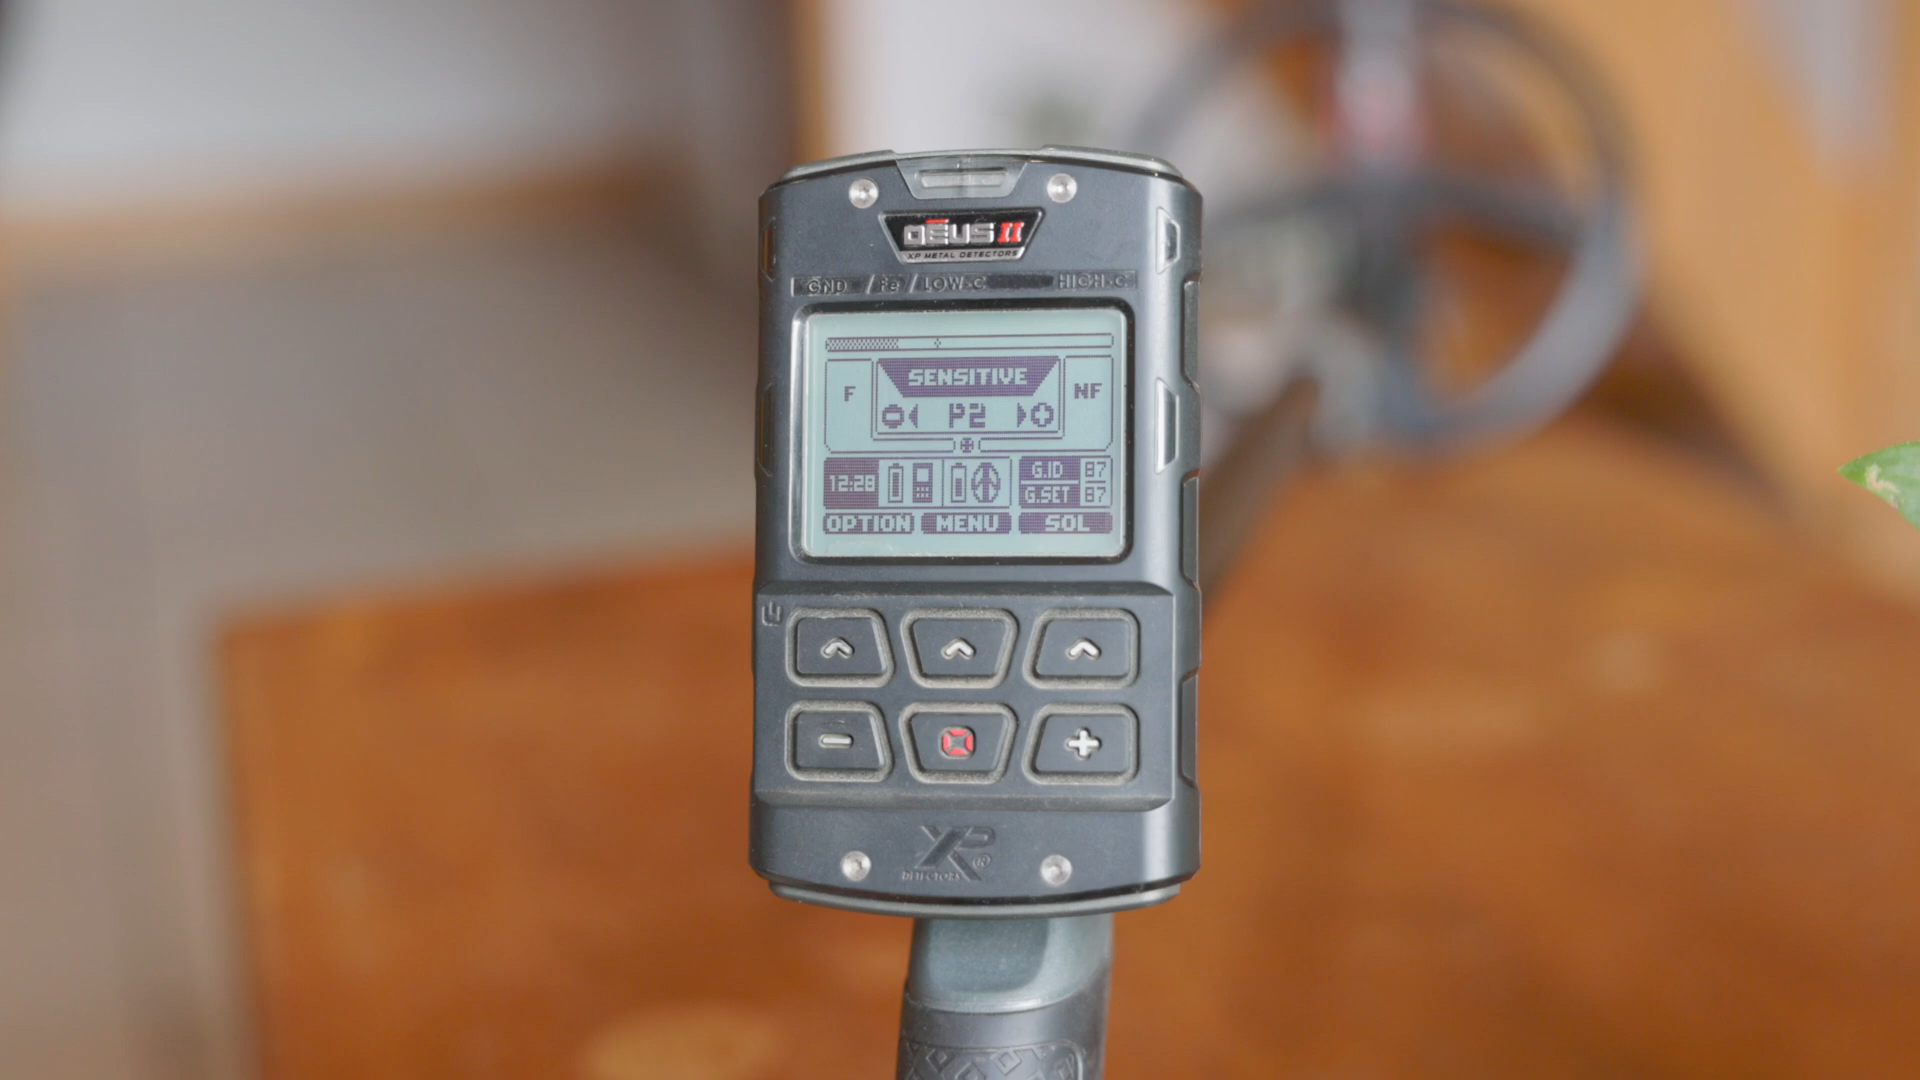 DEUS II
XP METAL DETECTORS
GND / Fe / LOW-C HIGH-C
SENSITIVE
F P2 NF
12:28 G.ID 87
G.SET 87
OPTION MENU SOL
XP®
DETECTORS